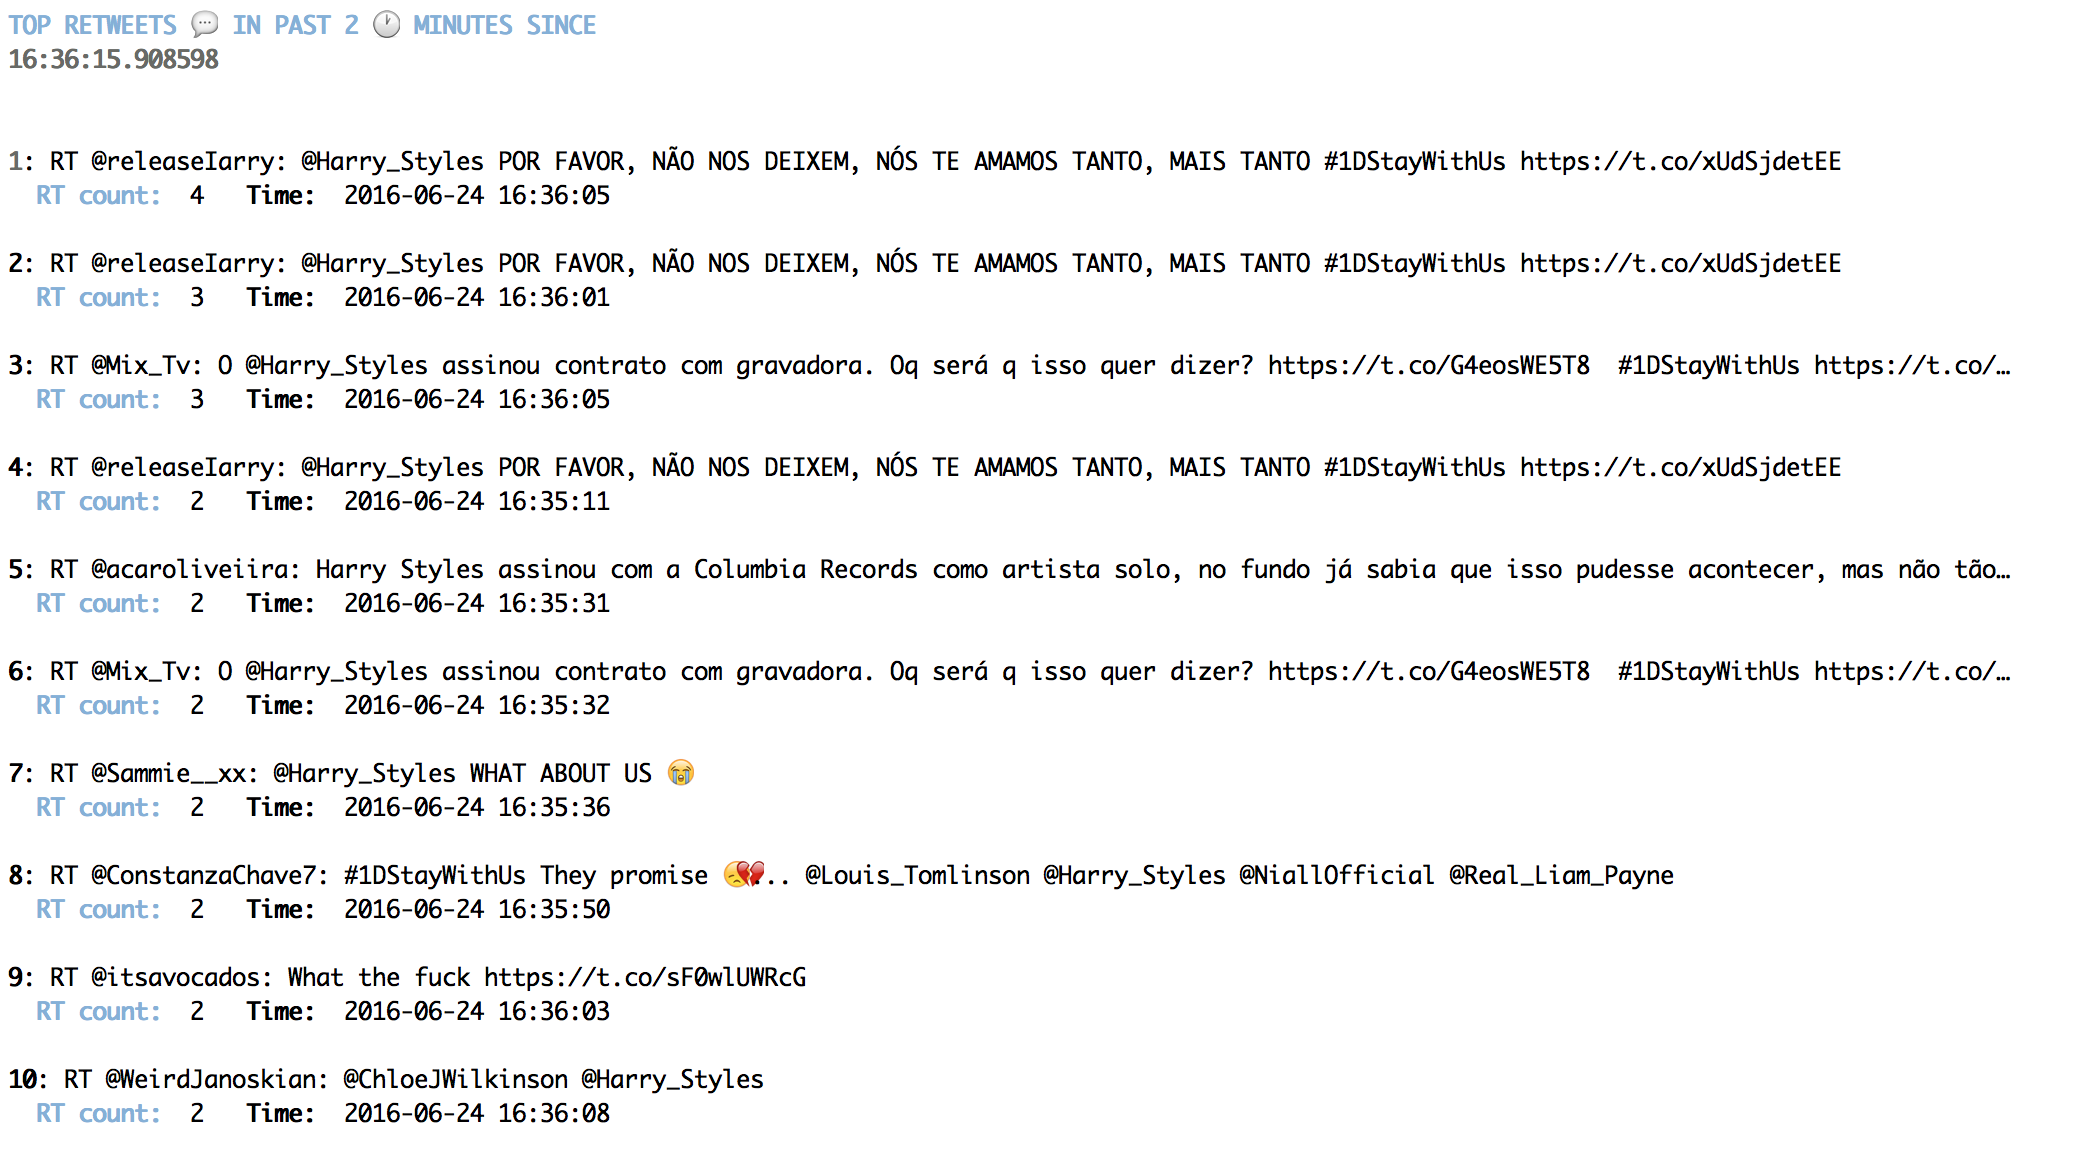 TOP RETWEETS 💬 IN PAST 2 🕐 MINUTES SINCE
16:36:15.908598
1: RT @releaseIarry: @Harry_Styles POR FAVOR, NÃO NOS DEIXEM, NÓS TE AMAMOS TANTO, MAIS TANTO #1DStayWithUs https://t.co/xUdSjdetEE
RT count: 4 Time: 2016-06-24 16:36:05
2: RT @releaseIarry: @Harry_Styles POR FAVOR, NÃO NOS DEIXEM, NÓS TE AMAMOS TANTO, MAIS TANTO #1DStayWithUs https://t.co/xUdSjdetEE
RT count: 3 Time: 2016-06-24 16:36:01
3: RT @Mix_Tv: O @Harry_Styles assinou contrato com gravadora. Oq será q isso quer dizer? https://t.co/G4eosWE5T8 #1DStayWithUs https://t.co/…
RT count: 3 Time: 2016-06-24 16:36:05
4: RT @releaseIarry: @Harry_Styles POR FAVOR, NÃO NOS DEIXEM, NÓS TE AMAMOS TANTO, MAIS TANTO #1DStayWithUs https://t.co/xUdSjdetEE
RT count: 2 Time: 2016-06-24 16:35:11
5: RT @acaroliveiira: Harry Styles assinou com a Columbia Records como artista solo, no fundo já sabia que isso pudesse acontecer, mas não tão…
RT count: 2 Time: 2016-06-24 16:35:31
6: RT @Mix_Tv: O @Harry_Styles assinou contrato com gravadora. Oq será q isso quer dizer? https://t.co/G4eosWE5T8 #1DStayWithUs https://t.co/…
RT count: 2 Time: 2016-06-24 16:35:32
7: RT @Sammie__xx: @Harry_Styles WHAT ABOUT US 😭
RT count: 2 Time: 2016-06-24 16:35:36
8: RT @ConstanzaChave7: #1DStayWithUs They promise 😞💔... @Louis_Tomlinson @Harry_Styles @NiallOfficial @Real_Liam_Payne
RT count: 2 Time: 2016-06-24 16:35:50
9: RT @itsavocados: What the fuck https://t.co/sF0wlUWRcG
RT count: 2 Time: 2016-06-24 16:36:03
10: RT @WeirdJanoskian: @ChloeJWilkinson @Harry_Styles
RT count: 2 Time: 2016-06-24 16:36:08